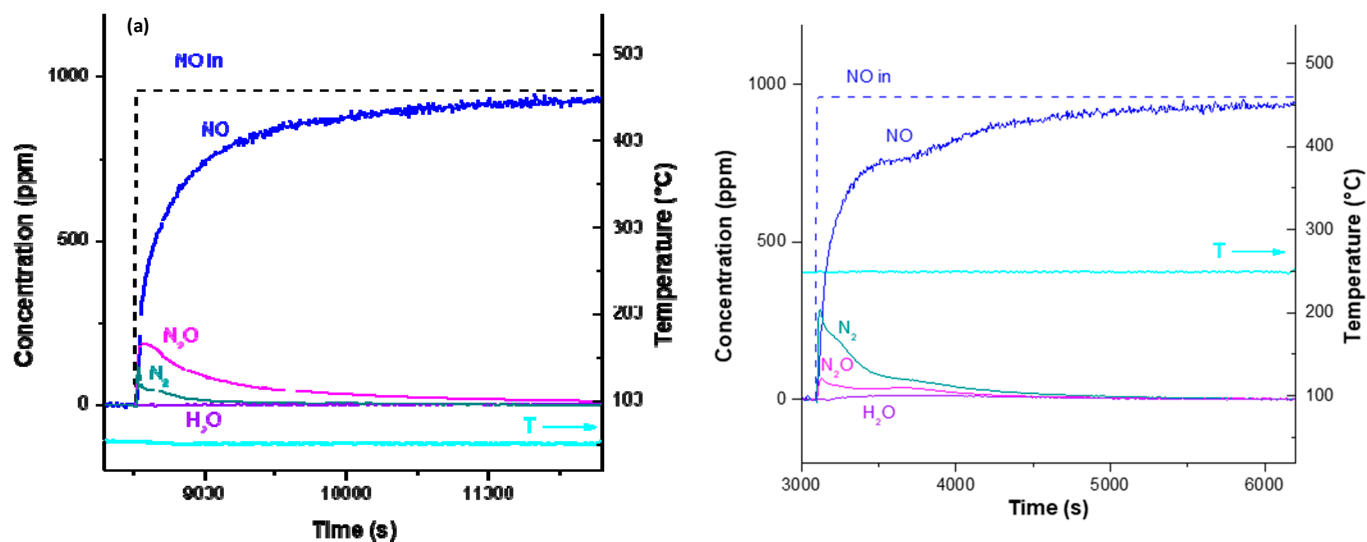 (a)
NO in
NO
N₂O
N₂
H₂O
T
1000
500
0
Concentration (ppm)
500
400
300
200
100
Temperature (°C)
9030
10000
11300
Time (s)
NO in
NO
T
N₂
N₂O
H₂O
1000
500
0
Concentration (ppm)
500
400
300
200
100
Temperature (°C)
3000
4000
5000
6000
Time (s)